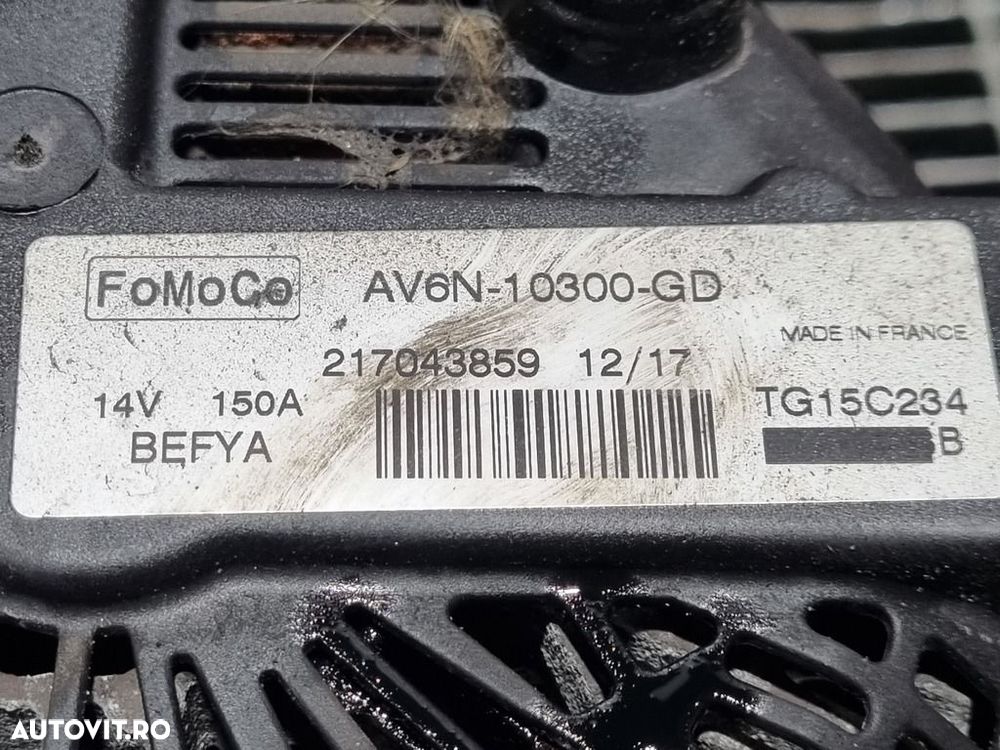 FoMoCo AV6N-10300-GD
MADE IN FRANCE
217043859 12/17
14V 150A TG15C234
BEFYA B
AUTOVIT.RO